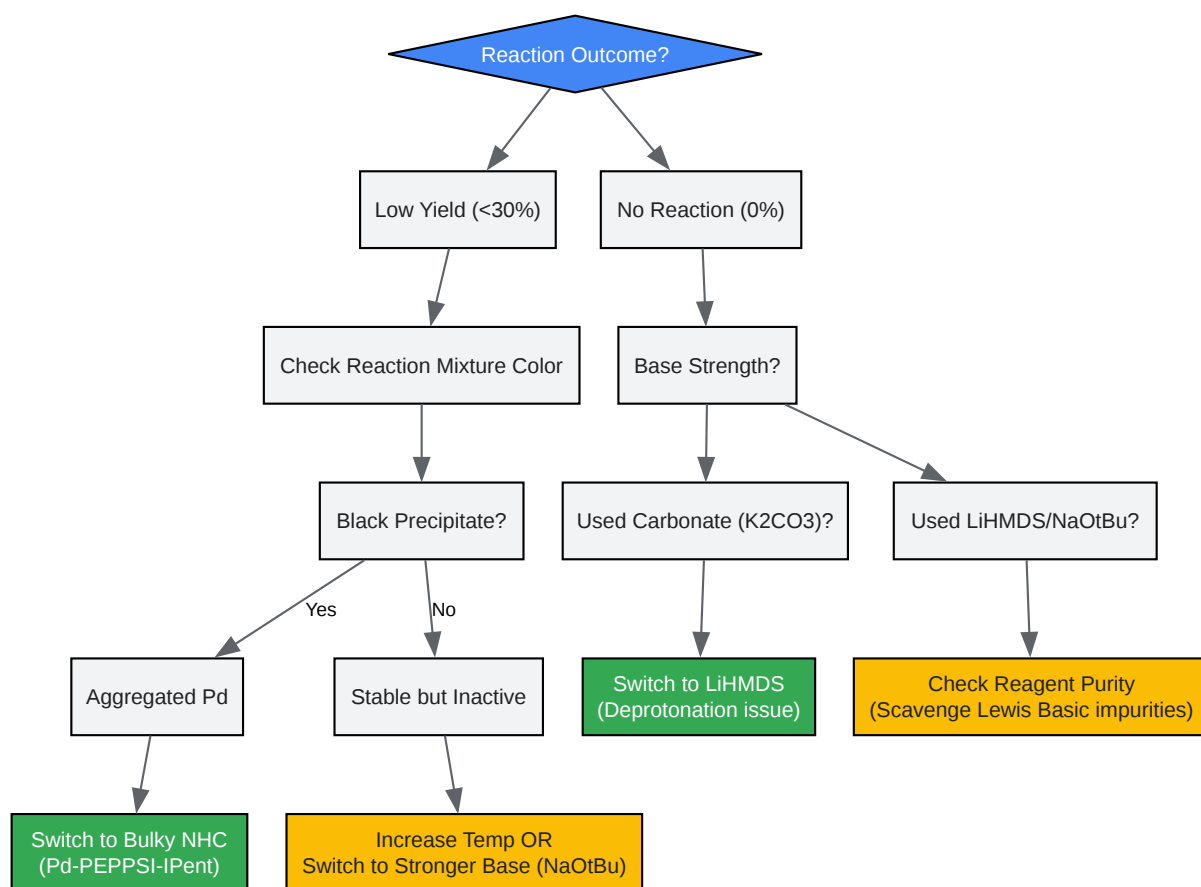 Reaction Outcome?
Low Yield (<30%)
No Reaction (0%)
Check Reaction Mixture Color
Base Strength?
Black Precipitate?
Used Carbonate (K2CO3)?
Used LiHMDS/NaOtBu?
Yes
No
Aggregated Pd
Stable but Inactive
Switch to LiHMDS
(Deprotonation issue)
Check Reagent Purity
(Scavenge Lewis Basic impurities)
Switch to Bulky NHC
(Pd-PEPPSI-IPent)
Increase Temp OR
Switch to Stronger Base (NaOtBu)